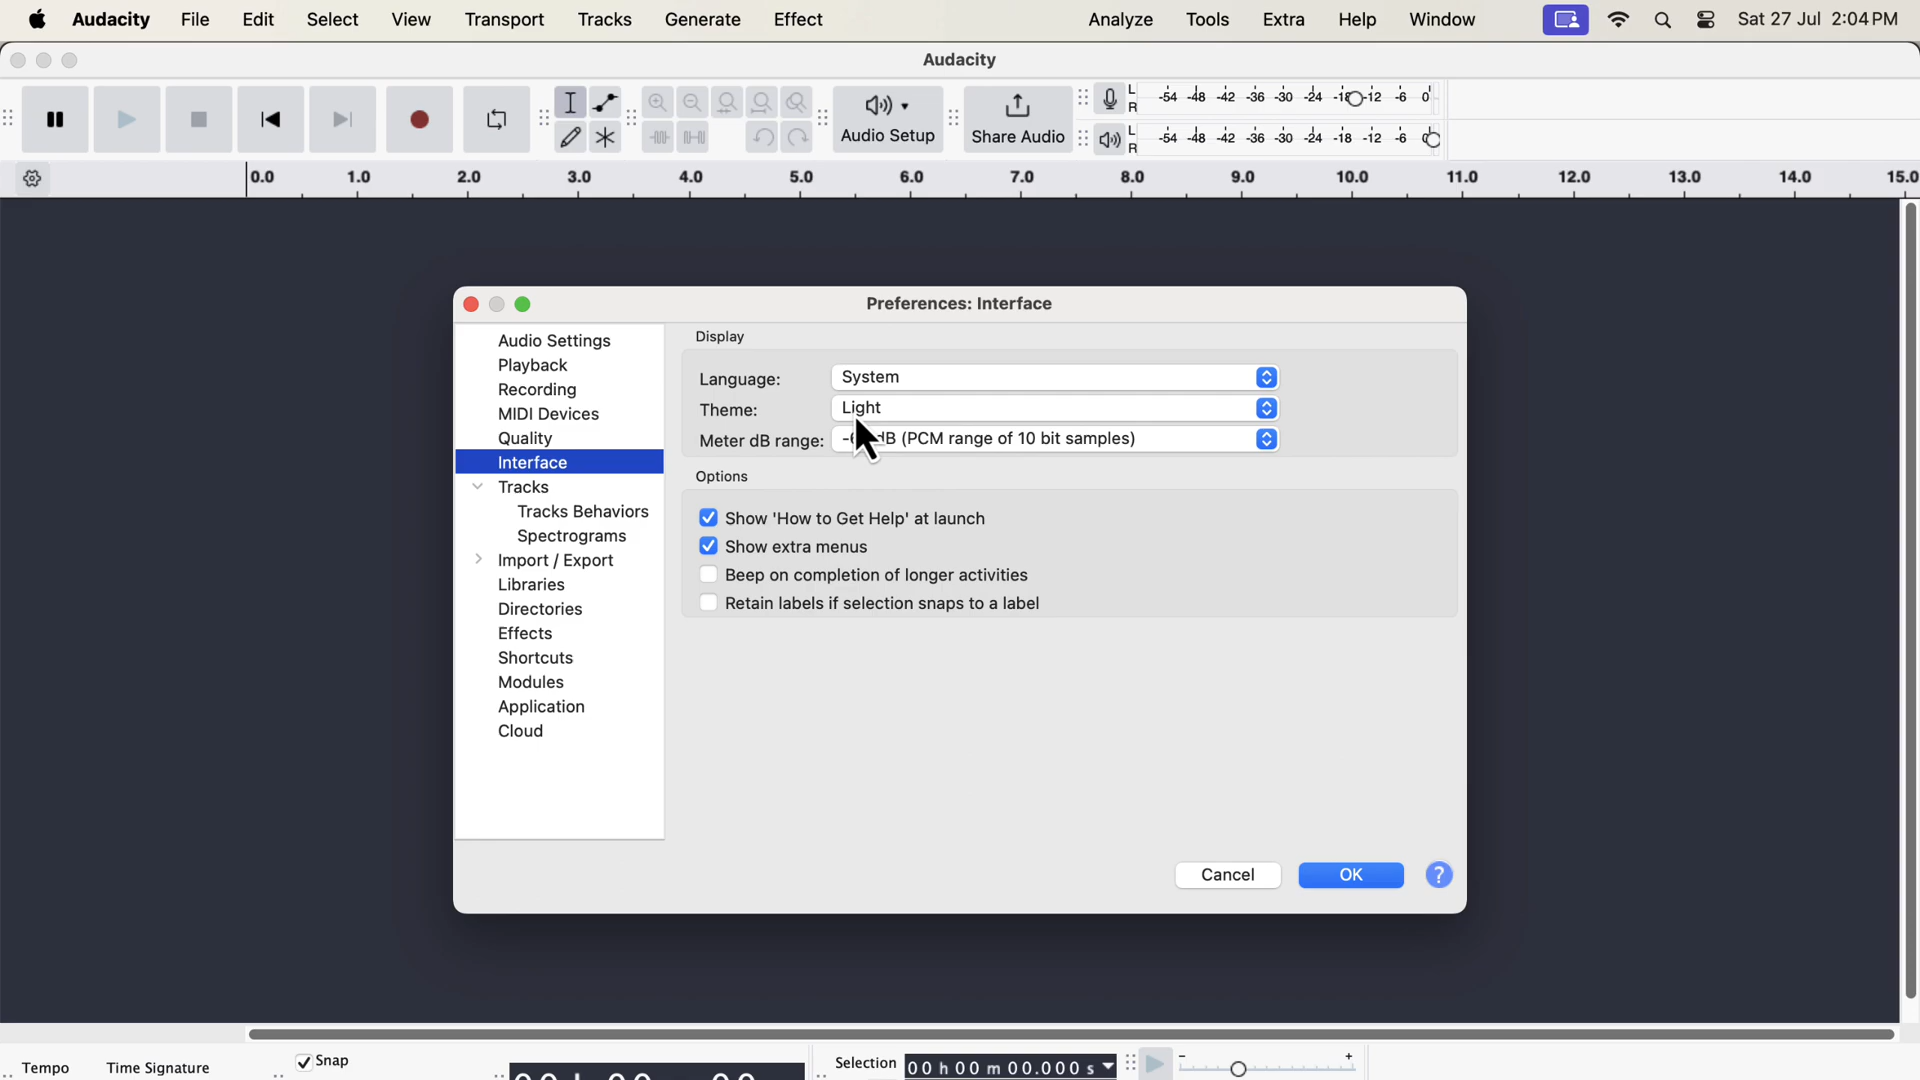 Audacity File Edit Select View Transport Tracks Generate Effect Analyze Tools Extra Help Window Sat 27 Jul 2:04 PM
Audacity
Audio Setup
Share Audio
L -54 -48 -42 -36 -30 -24 -18 -12 -6 0
R
L -54 -48 -42 -36 -30 -24 -18 -12 -6 0
R
0.0 1.0 2.0 3.0 4.0 5.0 6.0 7.0 8.0 9.0 10.0 11.0 12.0 13.0 14.0 15.0
Preferences: Interface
Audio Settings
Playback
Recording
MIDI Devices
Quality
Interface
Tracks
Tracks Behaviors
Spectrograms
Import / Export
Libraries
Directories
Effects
Shortcuts
Modules
Application
Cloud
Display
Language: System
Theme: Light
Meter dB range: (PCM range of 10 bit samples)
Options
Show 'How to Get Help' at launch
Show extra menus
Beep on completion of longer activities
Retain labels if selection snaps to a label
Cancel OK ?
Tempo Time Signature Snap
Selection 00 h 00 m 00.000 s
- +